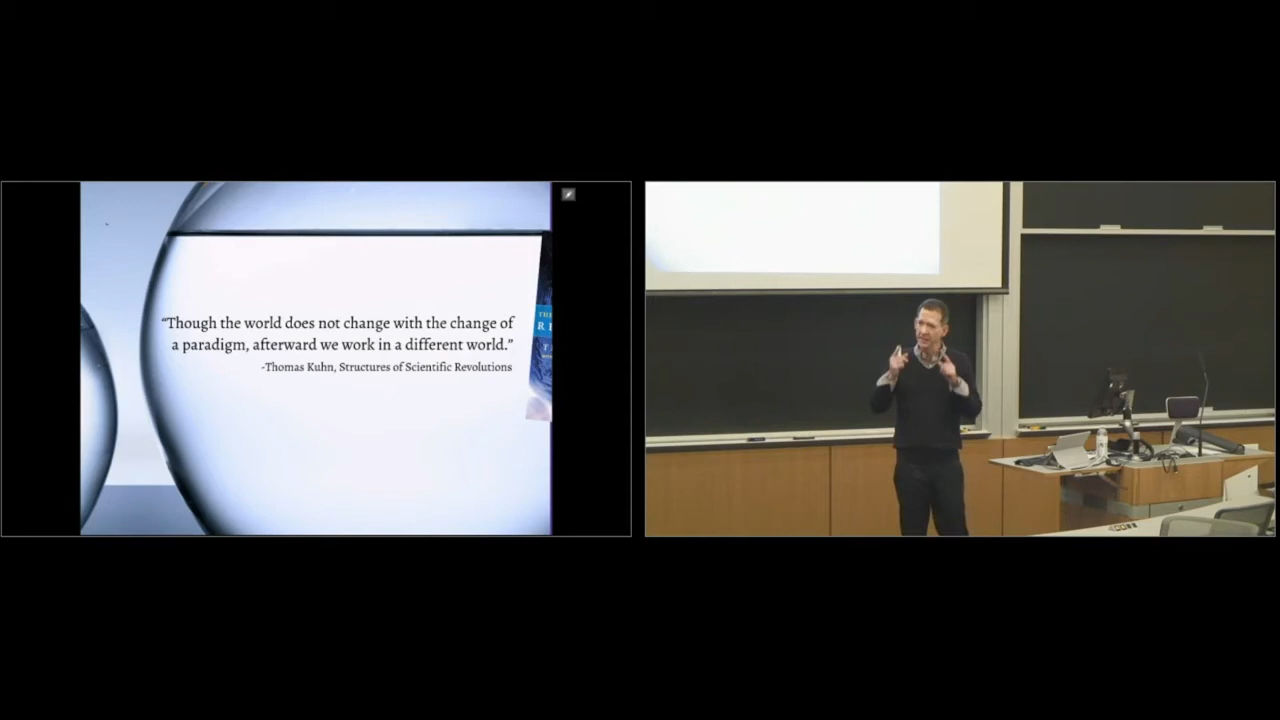 “Though the world does not change with the change of
a paradigm, afterward we work in a different world.”
-Thomas Kuhn, Structures of Scientific Revolutions